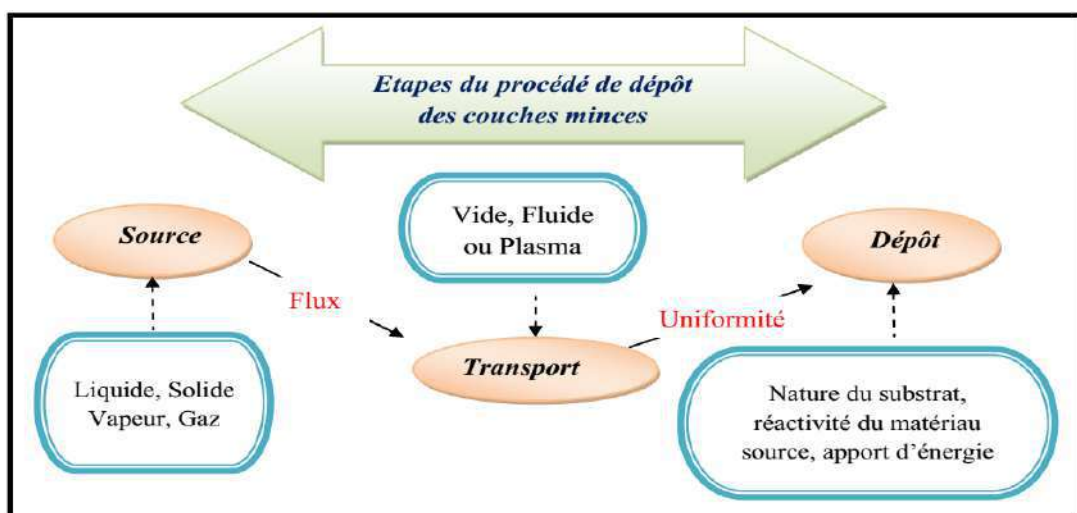 Etapes du procédé de dépôt
des couches minces
Vide, Fluide
ou Plasma
Source
Dépôt
Flux
Uniformité
Transport
Liquide, Solide
Vapeur, Gaz
Nature du substrat,
réactivité du matériau
source, apport d’énergie